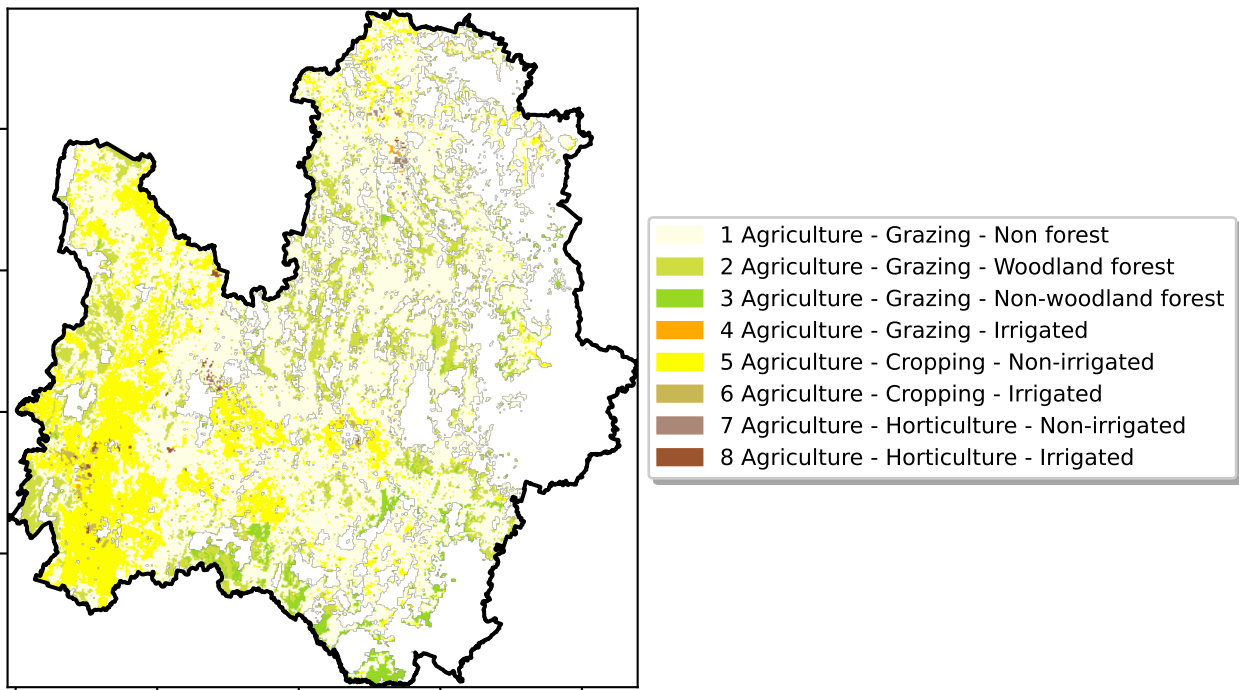 1 Agriculture - Grazing - Non forest
2 Agriculture - Grazing - Woodland forest
3 Agriculture - Grazing - Non-woodland forest
4 Agriculture - Grazing - Irrigated
5 Agriculture - Cropping - Non-irrigated
6 Agriculture - Cropping - Irrigated
7 Agriculture - Horticulture - Non-irrigated
8 Agriculture - Horticulture - Irrigated